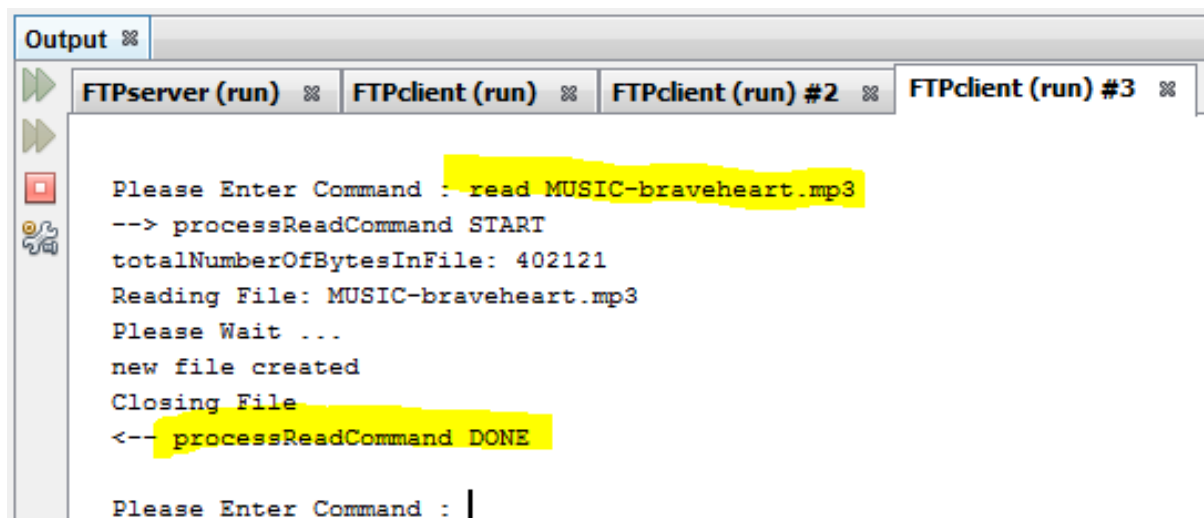 Output
FTPserver (run) FTPclient (run) FTPclient (run) #2 FTPclient (run) #3
Please Enter Command : read MUSIC-braveheart.mp3
--> processReadCommand START
totalNumberOfBytesInFile: 402121
Reading File: MUSIC-braveheart.mp3
Please Wait ...
new file created
Closing File
<-- processReadCommand DONE
Please Enter Command :